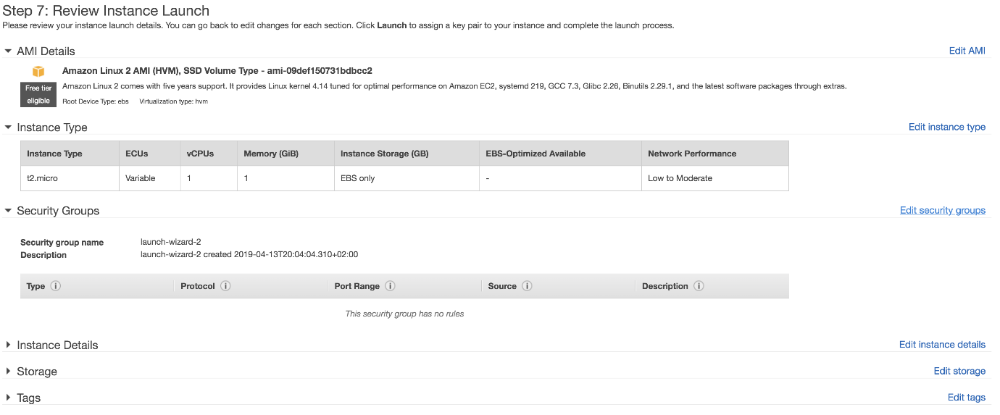 Step 7: Review Instance Launch
Please review your instance launch details. You can go back to edit changes for each section. Click Launch to assign a key pair to your instance and complete the launch process.
AMI Details
Edit AMI
Free tier
eligible
Amazon Linux 2 AMI (HVM), SSD Volume Type - ami-09def150731bdbcc2
Amazon Linux 2 comes with five years support. It provides Linux kernel 4.14 tuned for optimal performance on Amazon EC2, systemd 219, GCC 7.3, Glibc 2.26, Binutils 2.29.1, and the latest software packages through extras.
Root Device Type: ebs Virtualization type: hvm
Instance Type
Edit instance type
Instance Type ECUs vCPUs Memory (GiB) Instance Storage (GB) EBS-Optimized Available Network Performance
t2.micro Variable 1 1 EBS only - Low to Moderate
Security Groups
Edit security groups
Security group name launch-wizard-2
Description launch-wizard-2 created 2019-04-13T20:04:04.310+02:00
Type Protocol Port Range Source Description
This security group has no rules
Instance Details
Edit instance details
Storage
Edit storage
Tags
Edit tags